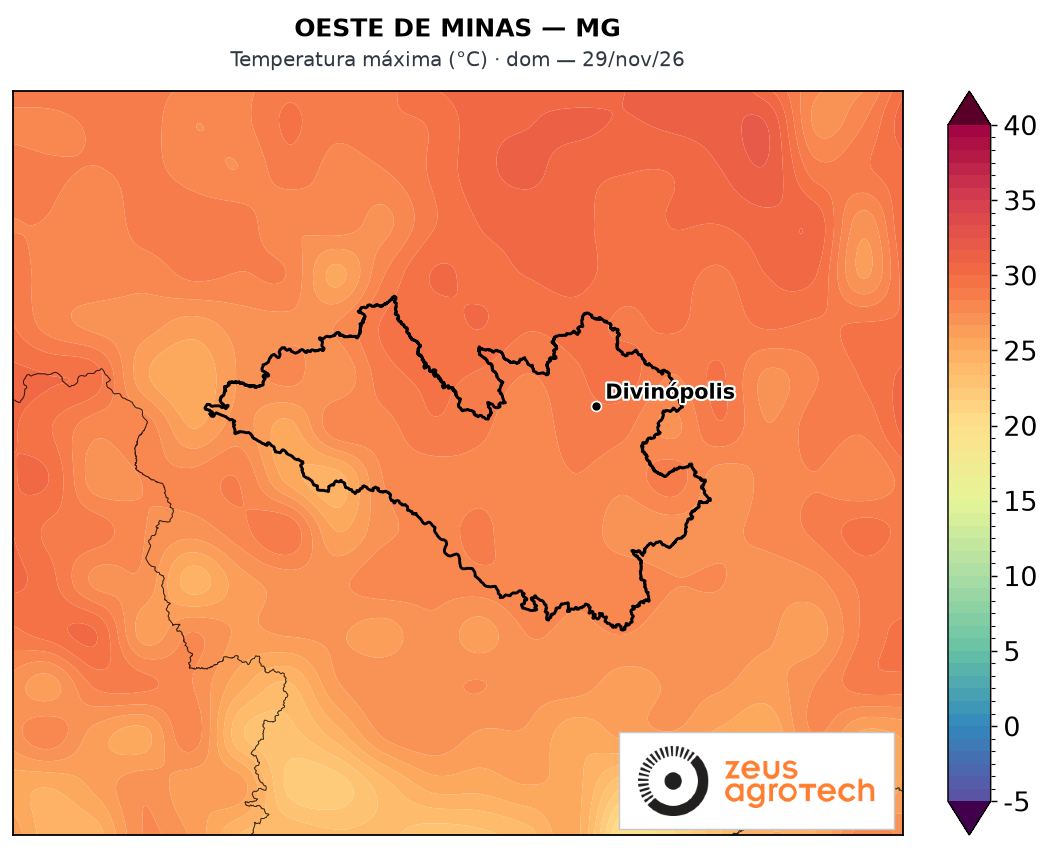 OESTE DE MINAS — MG
Temperatura máxima (°C) · dom — 29/nov/26
40
35
30
25
20
15
10
5
0
-5
Divinópolis
zeus
agrotech